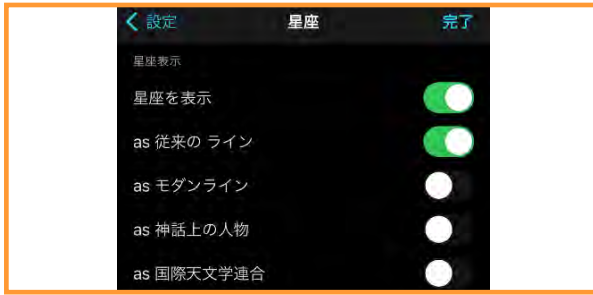 設定 星座 完了
星座表示
星座を表示
as 従来の ライン
as モダンライン
as 神話上の人物
as 国際天文学連合